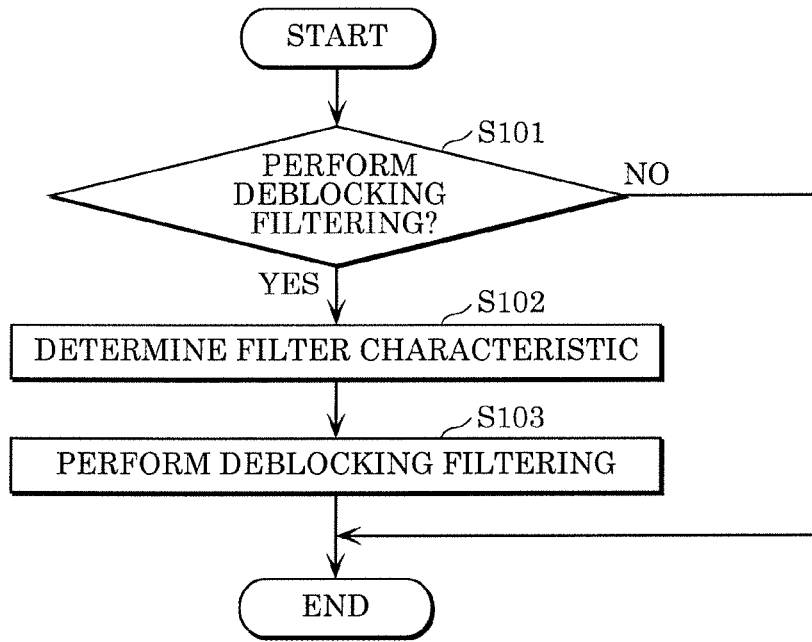 START
S101
PERFORM
DEBLOCKING
FILTERING?
NO
YES
S102
DETERMINE FILTER CHARACTERISTIC
S103
PERFORM DEBLOCKING FILTERING
END